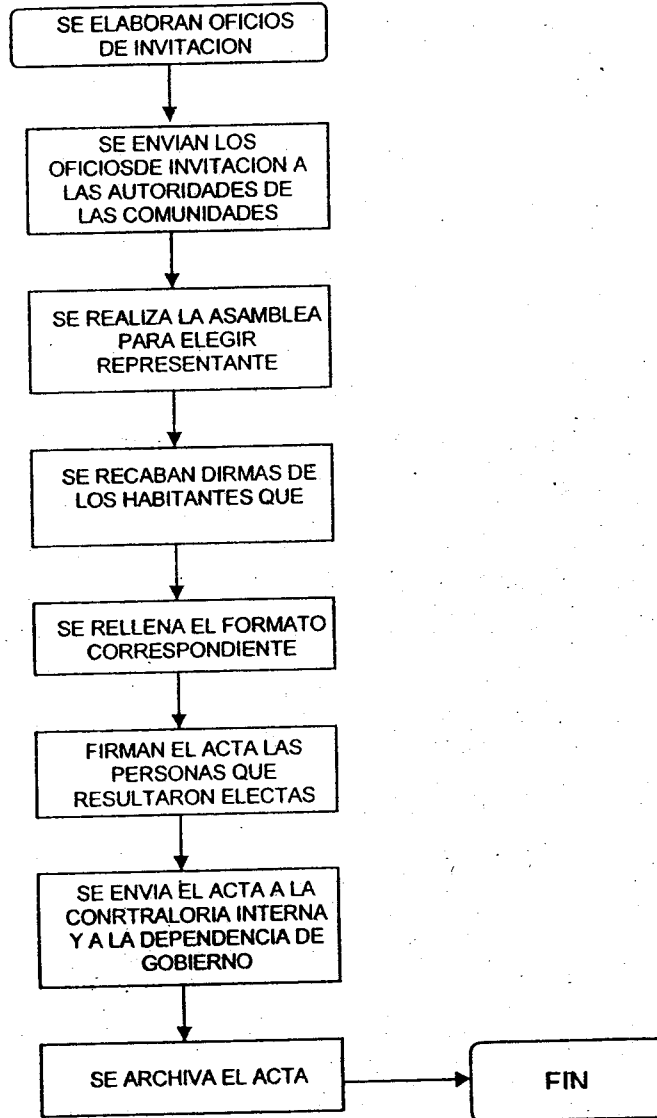 SE ELABORAN OFICIOS
DE INVITACION
SE ENVIAN LOS
OFICIOSDE INVITACION A
LAS AUTORIDADES DE
LAS COMUNIDADES
SE REALIZA LA ASAMBLEA
PARA ELEGIR
REPRESENTANTE
SE RECABAN DIRMAS DE
LOS HABITANTES QUE
SE RELLENA EL FORMATO
CORRESPONDIENTE
FIRMAN EL ACTA LAS
PERSONAS QUE
RESULTARON ELECTAS
SE ENVIA EL ACTA A LA
CONRTRALORIA INTERNA
Y A LA DEPENDENCIA DE
GOBIERNO
SE ARCHIVA EL ACTA
FIN